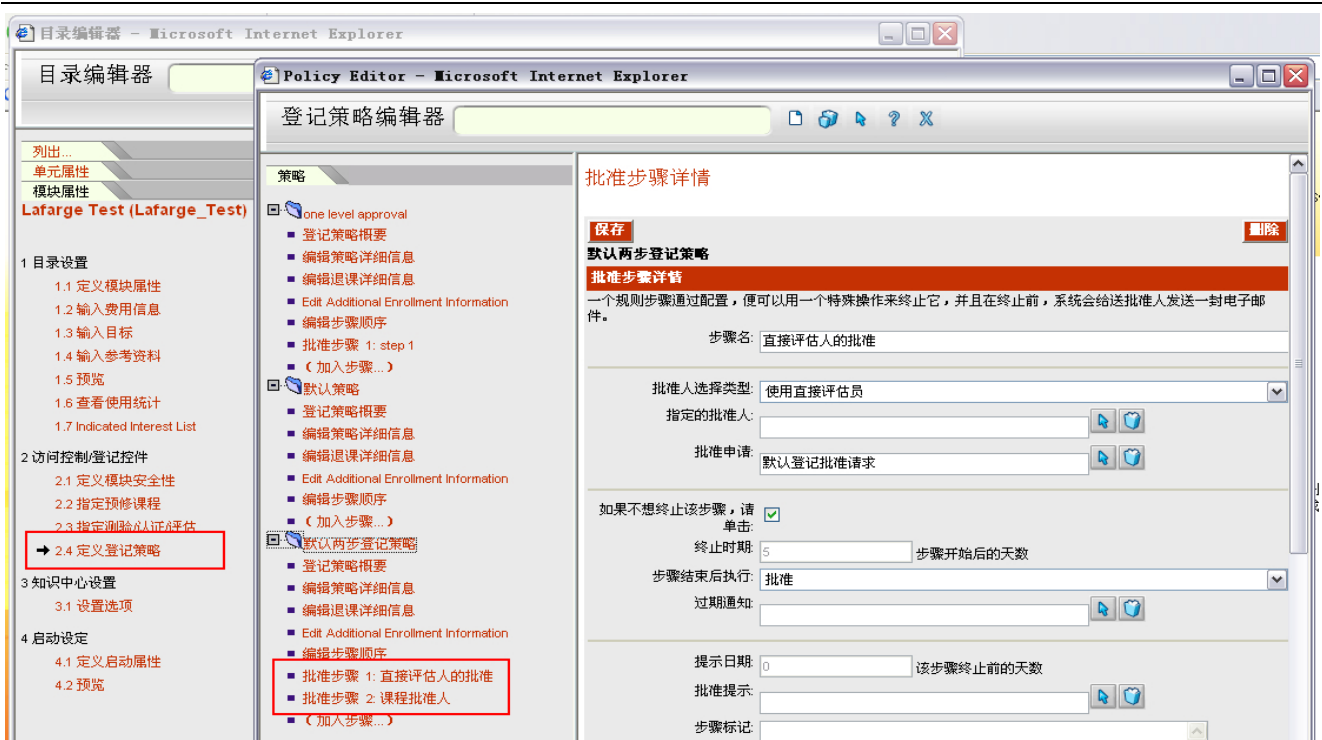 目录编辑器 - Microsoft Internet Explorer
目录编辑器
列出...
单元属性
模块属性
Lafarge Test (Lafarge_Test)
1 目录设置
1.1 定义模块属性
1.2 输入费用信息
1.3 输入目标
1.4 输入参考资料
1.5 预览
1.6 查看使用统计
1.7 Indicated Interest List
2 访问控制/登记控件
2.1 定义模块安全性
2.2 指定预修课程
2.3 指定测验/认证/评估
2.4 定义登记策略
3 知识中心设置
3.1 设置选项
4 启动设定
4.1 定义启动属性
4.2 预览
Policy Editor - Microsoft Internet Explorer
登记策略编辑器
策略
one level approval
登记策略概要
编辑策略详细信息
编辑退课详细信息
Edit Additional Enrollment Information
编辑步骤顺序
批准步骤 1: step 1
(加入步骤...)
默认策略
登记策略概要
编辑策略详细信息
编辑退课详细信息
Edit Additional Enrollment Information
编辑步骤顺序
(加入步骤...)
默认两步登记策略
登记策略概要
编辑策略详细信息
编辑退课详细信息
Edit Additional Enrollment Information
编辑步骤顺序
批准步骤 1: 直接评估人的批准
批准步骤 2: 课程批准人
(加入步骤...)
批准步骤详情
保存 删除
默认两步登记策略
批准步骤详情
一个规则步骤通过配置，便可以用一个特殊操作来终止它，并且在终止前，系统会给送批准人发送一封电子邮
件。
步骤名: 直接评估人的批准
批准人选择类型: 使用直接评估员
指定的批准人:
批准申请: 默认登记批准请求
如果不想终止该步骤，请
单击:
终止时期: 5 步骤开始后的天数
步骤结束后执行: 批准
过期通知:
提示日期: 0 该步骤终止前的天数
批准提示:
步骤标记: